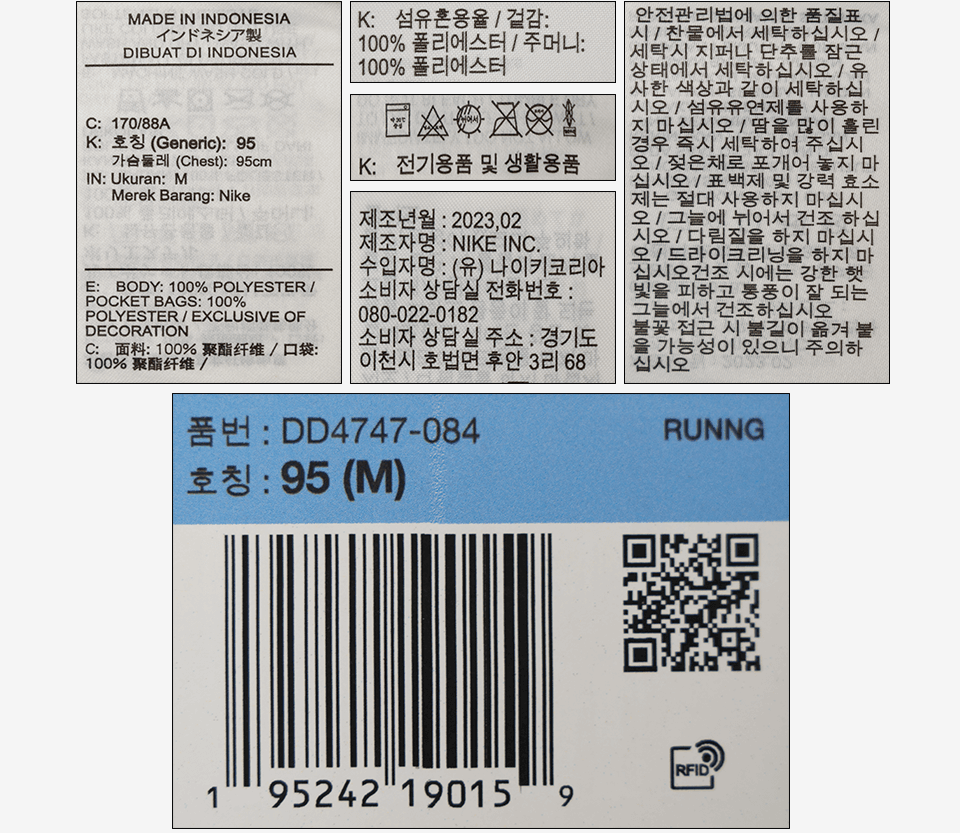 MADE IN INDONESIA
インドネシア製
DIBUAT DI INDONESIA
C: 170/88A
K: 호칭 (Generic): 95
가슴둘레 (Chest): 95cm
IN: Ukuran: M
Merek Barang: Nike
E: BODY: 100% POLYESTER /
POCKET BAGS: 100%
POLYESTER / EXCLUSIVE OF
DECORATION
C: 面料: 100% 聚酯纤维 / 口袋:
100% 聚酯纤维 /
K: 섬유혼용율 / 겉감:
100% 폴리에스터 / 주머니:
100% 폴리에스터
K: 전기용품 및 생활용품
제조년월 : 2023,02
제조자명 : NIKE INC.
수입자명 : (유) 나이키코리아
소비자 상담실 전화번호 :
080-022-0182
소비자 상담실 주소 : 경기도
이천시 호법면 후안 3리 68
안전관리법에 의한 품질표
시 / 찬물에서 세탁하십시오 /
세탁시 지퍼나 단추를 잠근
상태에서 세탁하십시오 / 유
사한 색상과 같이 세탁하십
시오 / 섬유유연제를 사용하
지 마십시오 / 땀을 많이 흘린
경우 즉시 세탁하여 주십시
오 / 젖은채로 포개어 놓지 마
십시오 / 표백제 및 강력 효소
제는 절대 사용하지 마십시
오 / 그늘에 뉘어서 건조 하십
시오 / 다림질을 하지 마십시
오 / 드라이크리닝을 하지 마
십시오건조 시에는 강한 햇
빛을 피하고 통풍이 잘 되는
그늘에서 건조하십시오
불꽃 접근 시 불길이 옮겨 붙
을 가능성이 있으니 주의하
십시오
품번 : DD4747-084
RUNNG
호칭 : 95 (M)
1 95242 19015 9
RFID